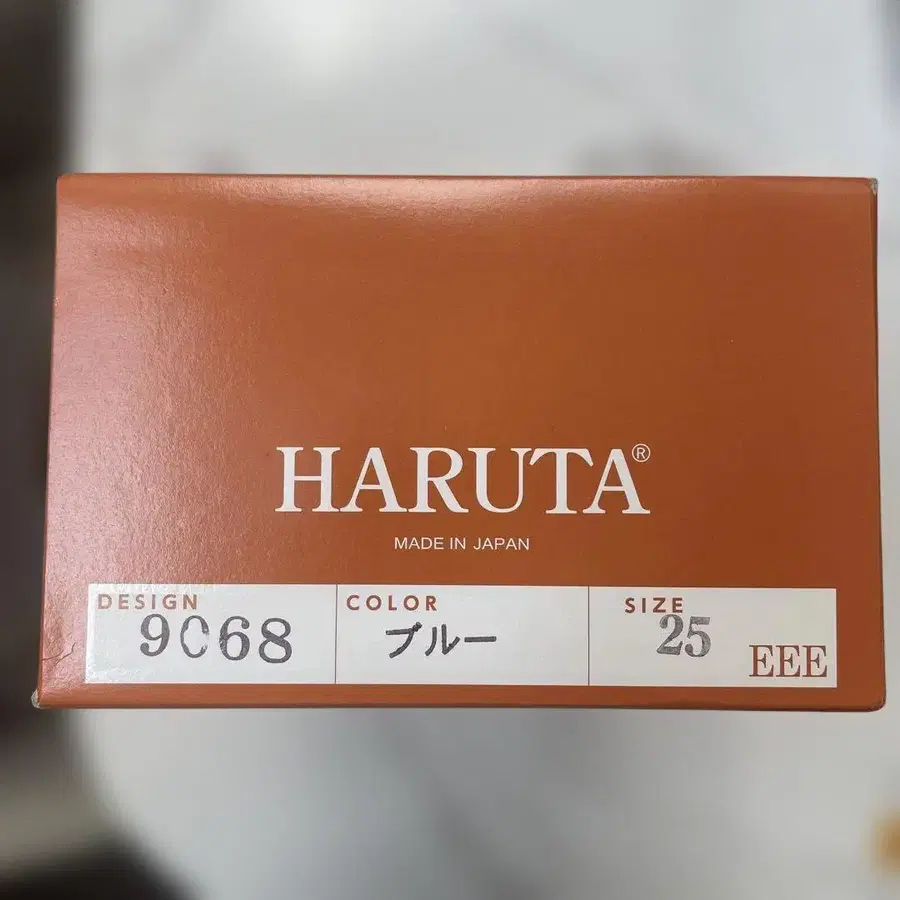 HARUTA®
MADE IN JAPAN
DESIGN COLOR SIZE
9068 ブルー 25 EEE